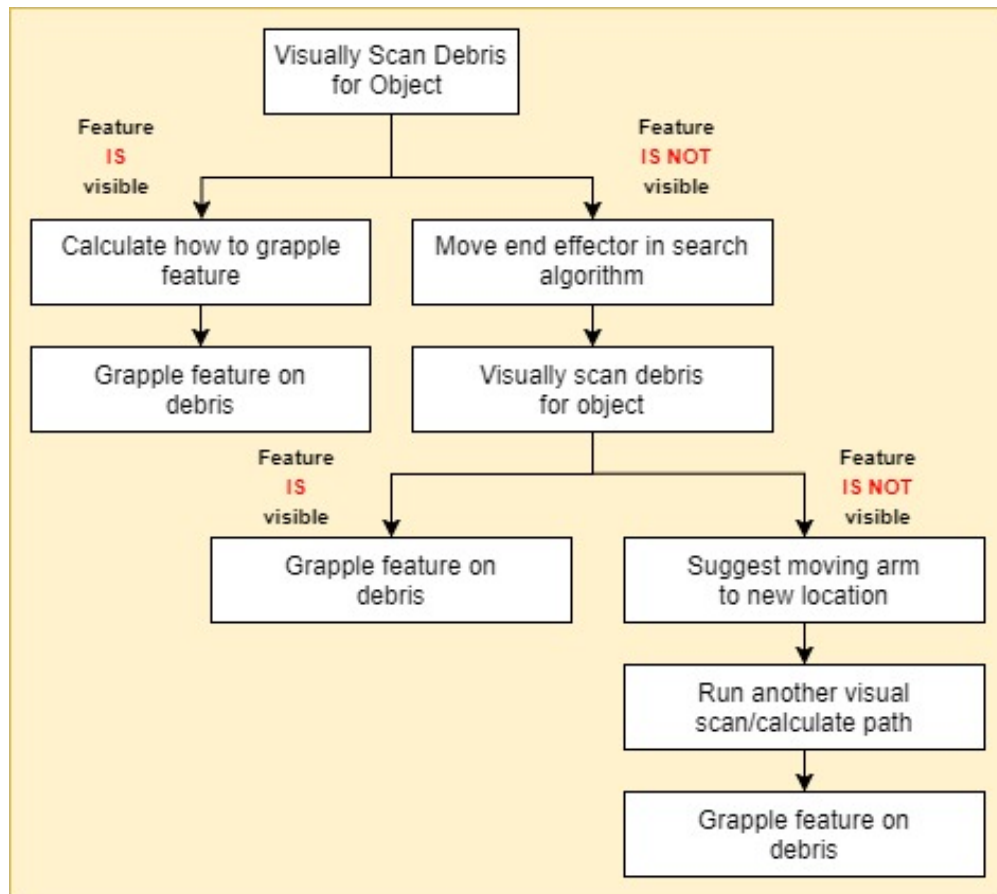 Visually Scan Debris
for Object
Feature
IS
visible
Feature
IS NOT
visible
Calculate how to grapple
feature
Move end effector in search
algorithm
Grapple feature on
debris
Visually scan debris
for object
Feature
IS
visible
Feature
IS NOT
visible
Grapple feature on
debris
Suggest moving arm
to new location
Run another visual
scan/calculate path
Grapple feature on
debris